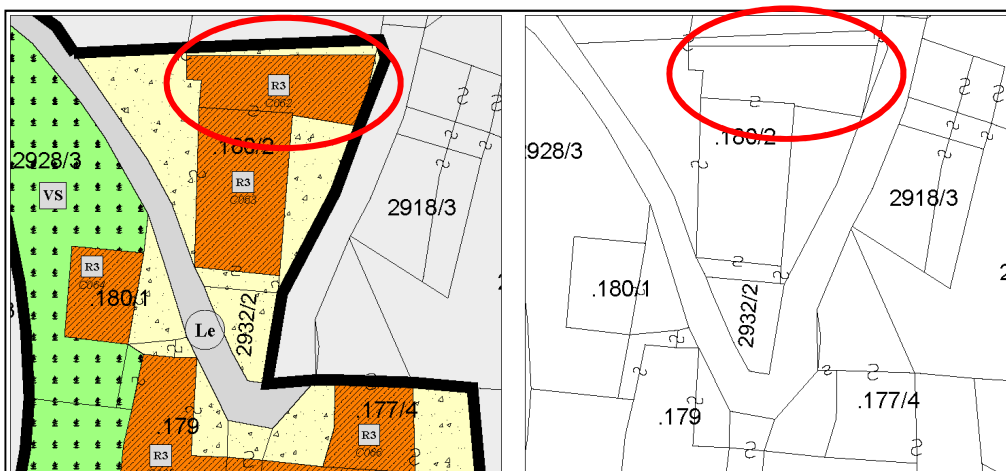 R3
C062
.180/2
2928/3
R3
C063
VS
2918/3
R3
C064
.180/1
Le
2932/2
.179
.177/4
R3
C066
R3
.180/2
2928/3
2918/3
.180/1
2932/2
.179
.177/4